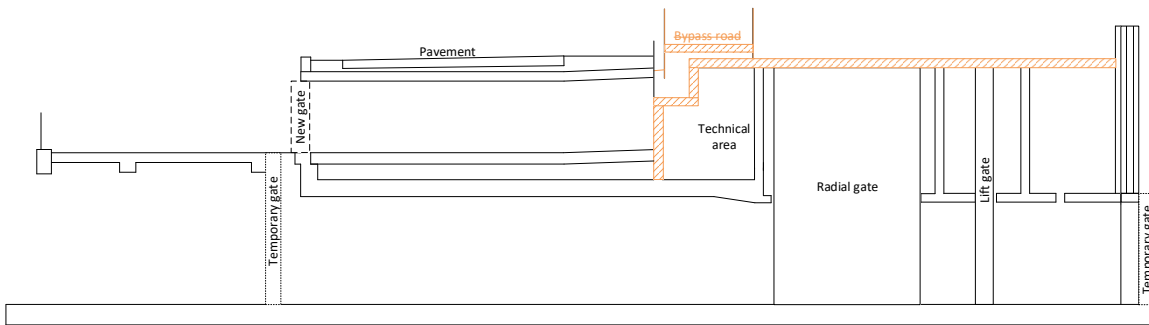 Bypass road
Pavement
New gate
Technical
area
Temporary gate
Radial gate
Lift gate
Temporary gate